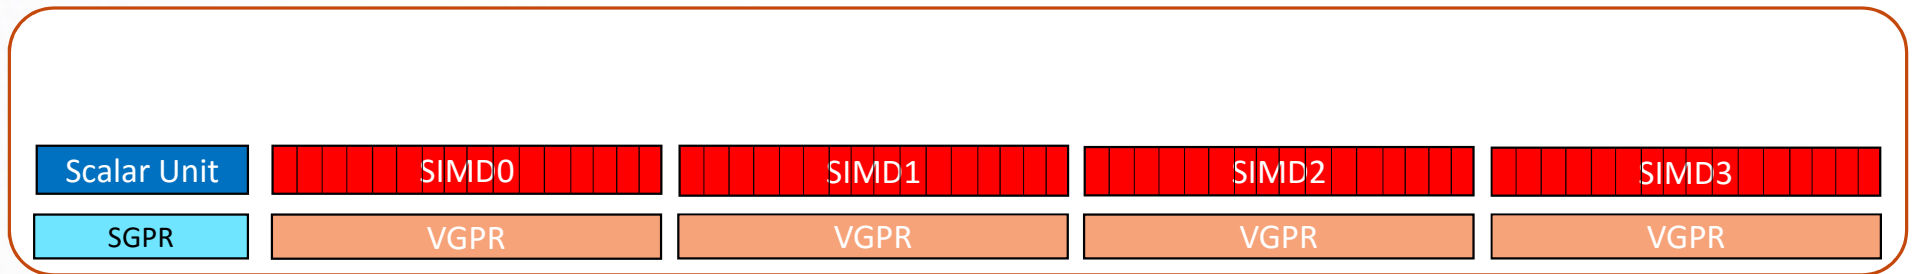 Scalar Unit SIMD0 SIMD1 SIMD2 SIMD3
SGPR VGPR VGPR VGPR VGPR